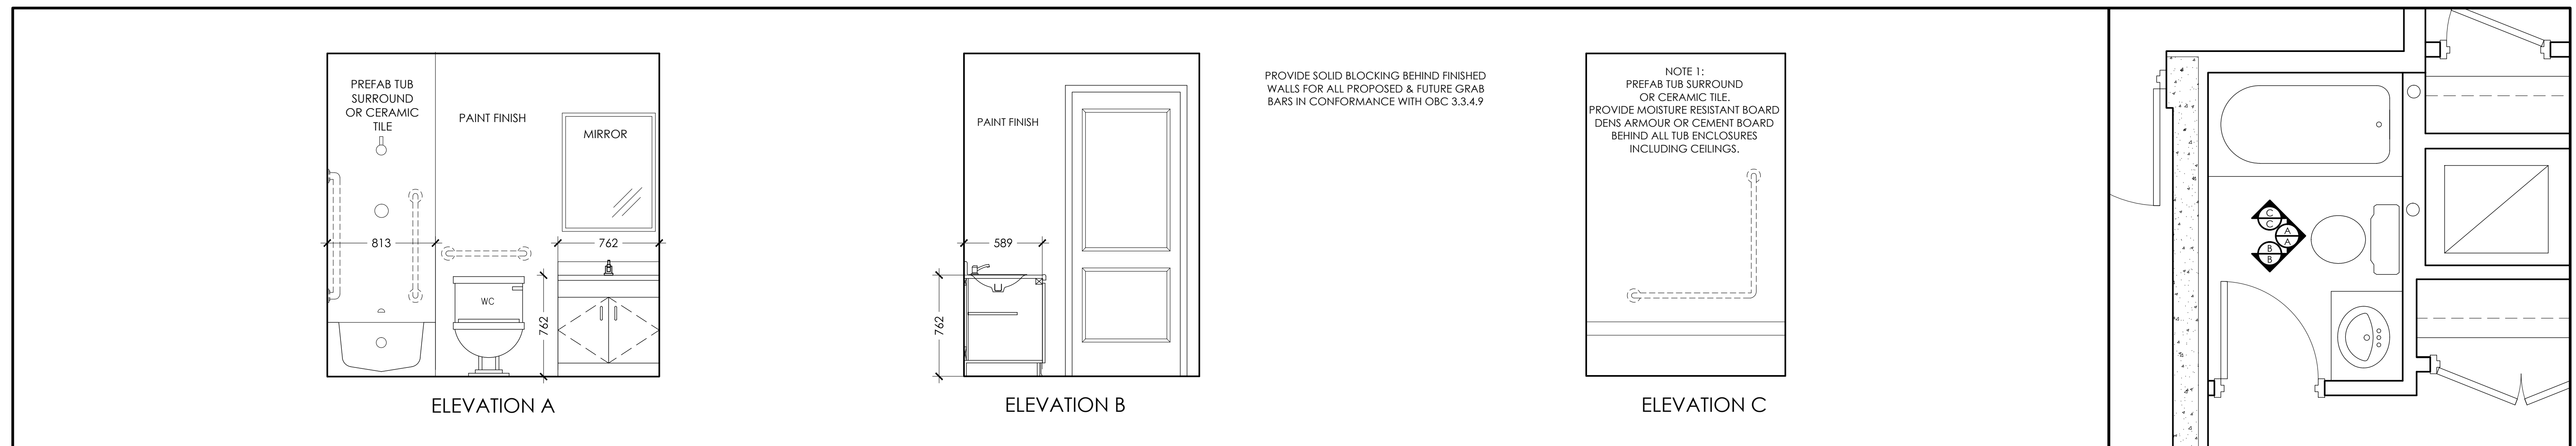 PREFAB TUB
SURROUND
OR CERAMIC
TILE
PAINT FINISH
MIRROR
813
762
WC
762
ELEVATION A
PAINT FINISH
589
762
ELEVATION B
PROVIDE SOLID BLOCKING BEHIND FINISHED
WALLS FOR ALL PROPOSED & FUTURE GRAB
BARS IN CONFORMANCE WITH OBC 3.3.4.9
NOTE 1:
PREFAB TUB SURROUND
OR CERAMIC TILE.
PROVIDE MOISTURE RESISTANT BOARD
DENS ARMOUR OR CEMENT BOARD
BEHIND ALL TUB ENCLOSURES
INCLUDING CEILINGS.
ELEVATION C
C
C
A
A
B
B